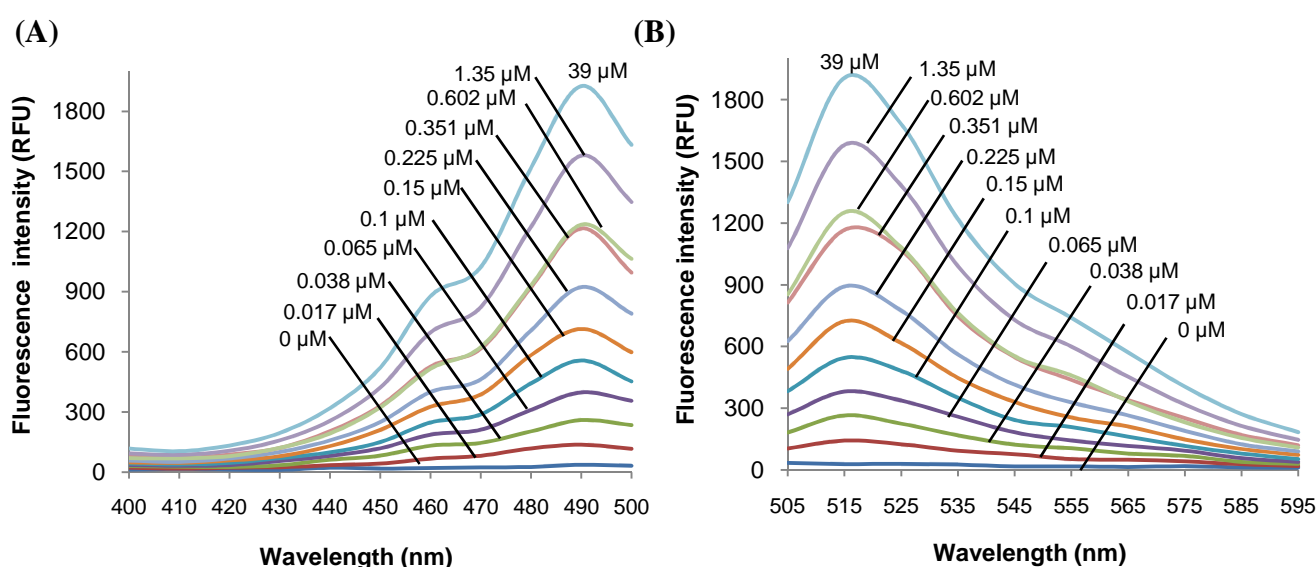 (A)
Fluorescence intensity (RFU)
1800
1500
1200
900
600
300
0
39 µM
1.35 µM
0.602 µM
0.351 µM
0.225 µM
0.15 µM
0.1 µM
0.065 µM
0.038 µM
0.017 µM
0 µM
400 410 420 430 440 450 460 470 480 490 500
Wavelength (nm)
(B)
Fluorescence intensity (RFU)
1800
1500
1200
900
600
300
0
39 µM
1.35 µM
0.602 µM
0.351 µM
0.225 µM
0.15 µM
0.1 µM
0.065 µM
0.038 µM
0.017 µM
0 µM
505 515 525 535 545 555 565 575 585 595
Wavelength (nm)